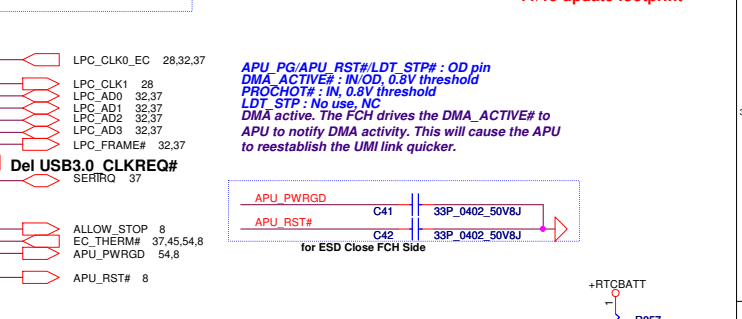 LPC_CLK0_EC 28,32,37
LPC_CLK1 28
LPC_AD0 32,37
LPC_AD1 32,37
LPC_AD2 32,37
LPC_AD3 32,37
LPC_FRAME# 32,37
Del USB3.0_CLKREQ#
SERIRQ 37
ALLOW_STOP 8
EC_THERM# 37,45,54,8
APU_PWRGD 54,8
APU_RST# 8
APU_PG/APU_RST#/LDT_STP# : OD pin
DMA_ACTIVE# : IN/OD, 0.8V threshold
PROCHOT# : IN, 0.8V threshold
LDT_STP : No use, NC
DMA active. The FCH drives the DMA_ACTIVE# to
APU to notify DMA activity. This will cause the APU
to reestablish the UMI link quicker.
APU_PWRGD
C41 33P_0402_50V8J
APU_RST#
C42 33P_0402_50V8J
for ESD Close FCH Side
+RTCBATT
1